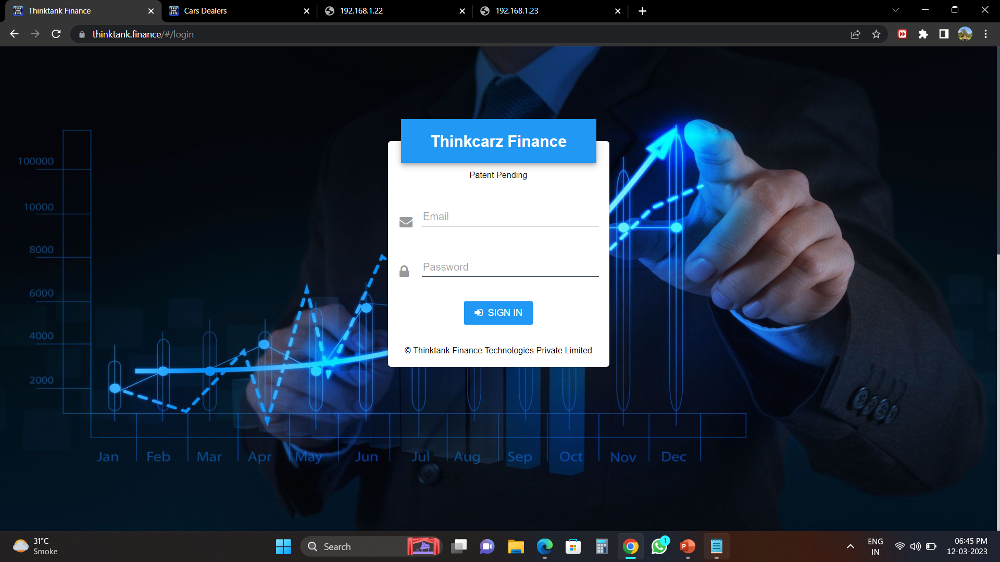 Thinktank Finance
Cars Dealers
192.168.1.22
192.168.1.23
thinktank.finance/#/login
Thinkcarz Finance
Patent Pending
Email
Password
SIGN IN
© Thinktank Finance Technologies Private Limited
100000
10000
8000
6000
4000
2000
Jan Feb Mar Apr May Jun Jul Aug Sep Oct Nov Dec
31°C
Smoke
Search
1
P
ENG
IN
06:45 PM
12-03-2023